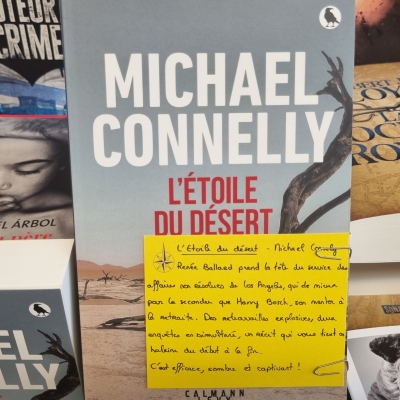 UTEUR
CRIME
EL ÁRBOL
MICHAEL
CONNELLY
L'ÉTOILE
DU DÉSERT
L'étoile du désert - Michael Connelly
Renée Ballard prend la tête du service des
affaires non résolues de Los Angeles, qui de mieux
pour la seconder que Harry Bosch, son mentor à
la retraite. Des retrouvailles explosives, deux
enquêtes en simultané, un récit qui vous tient en
haleine du début à la fin.
C'est efficace, sombre et captivant !
CALMANN
EL
ELLY